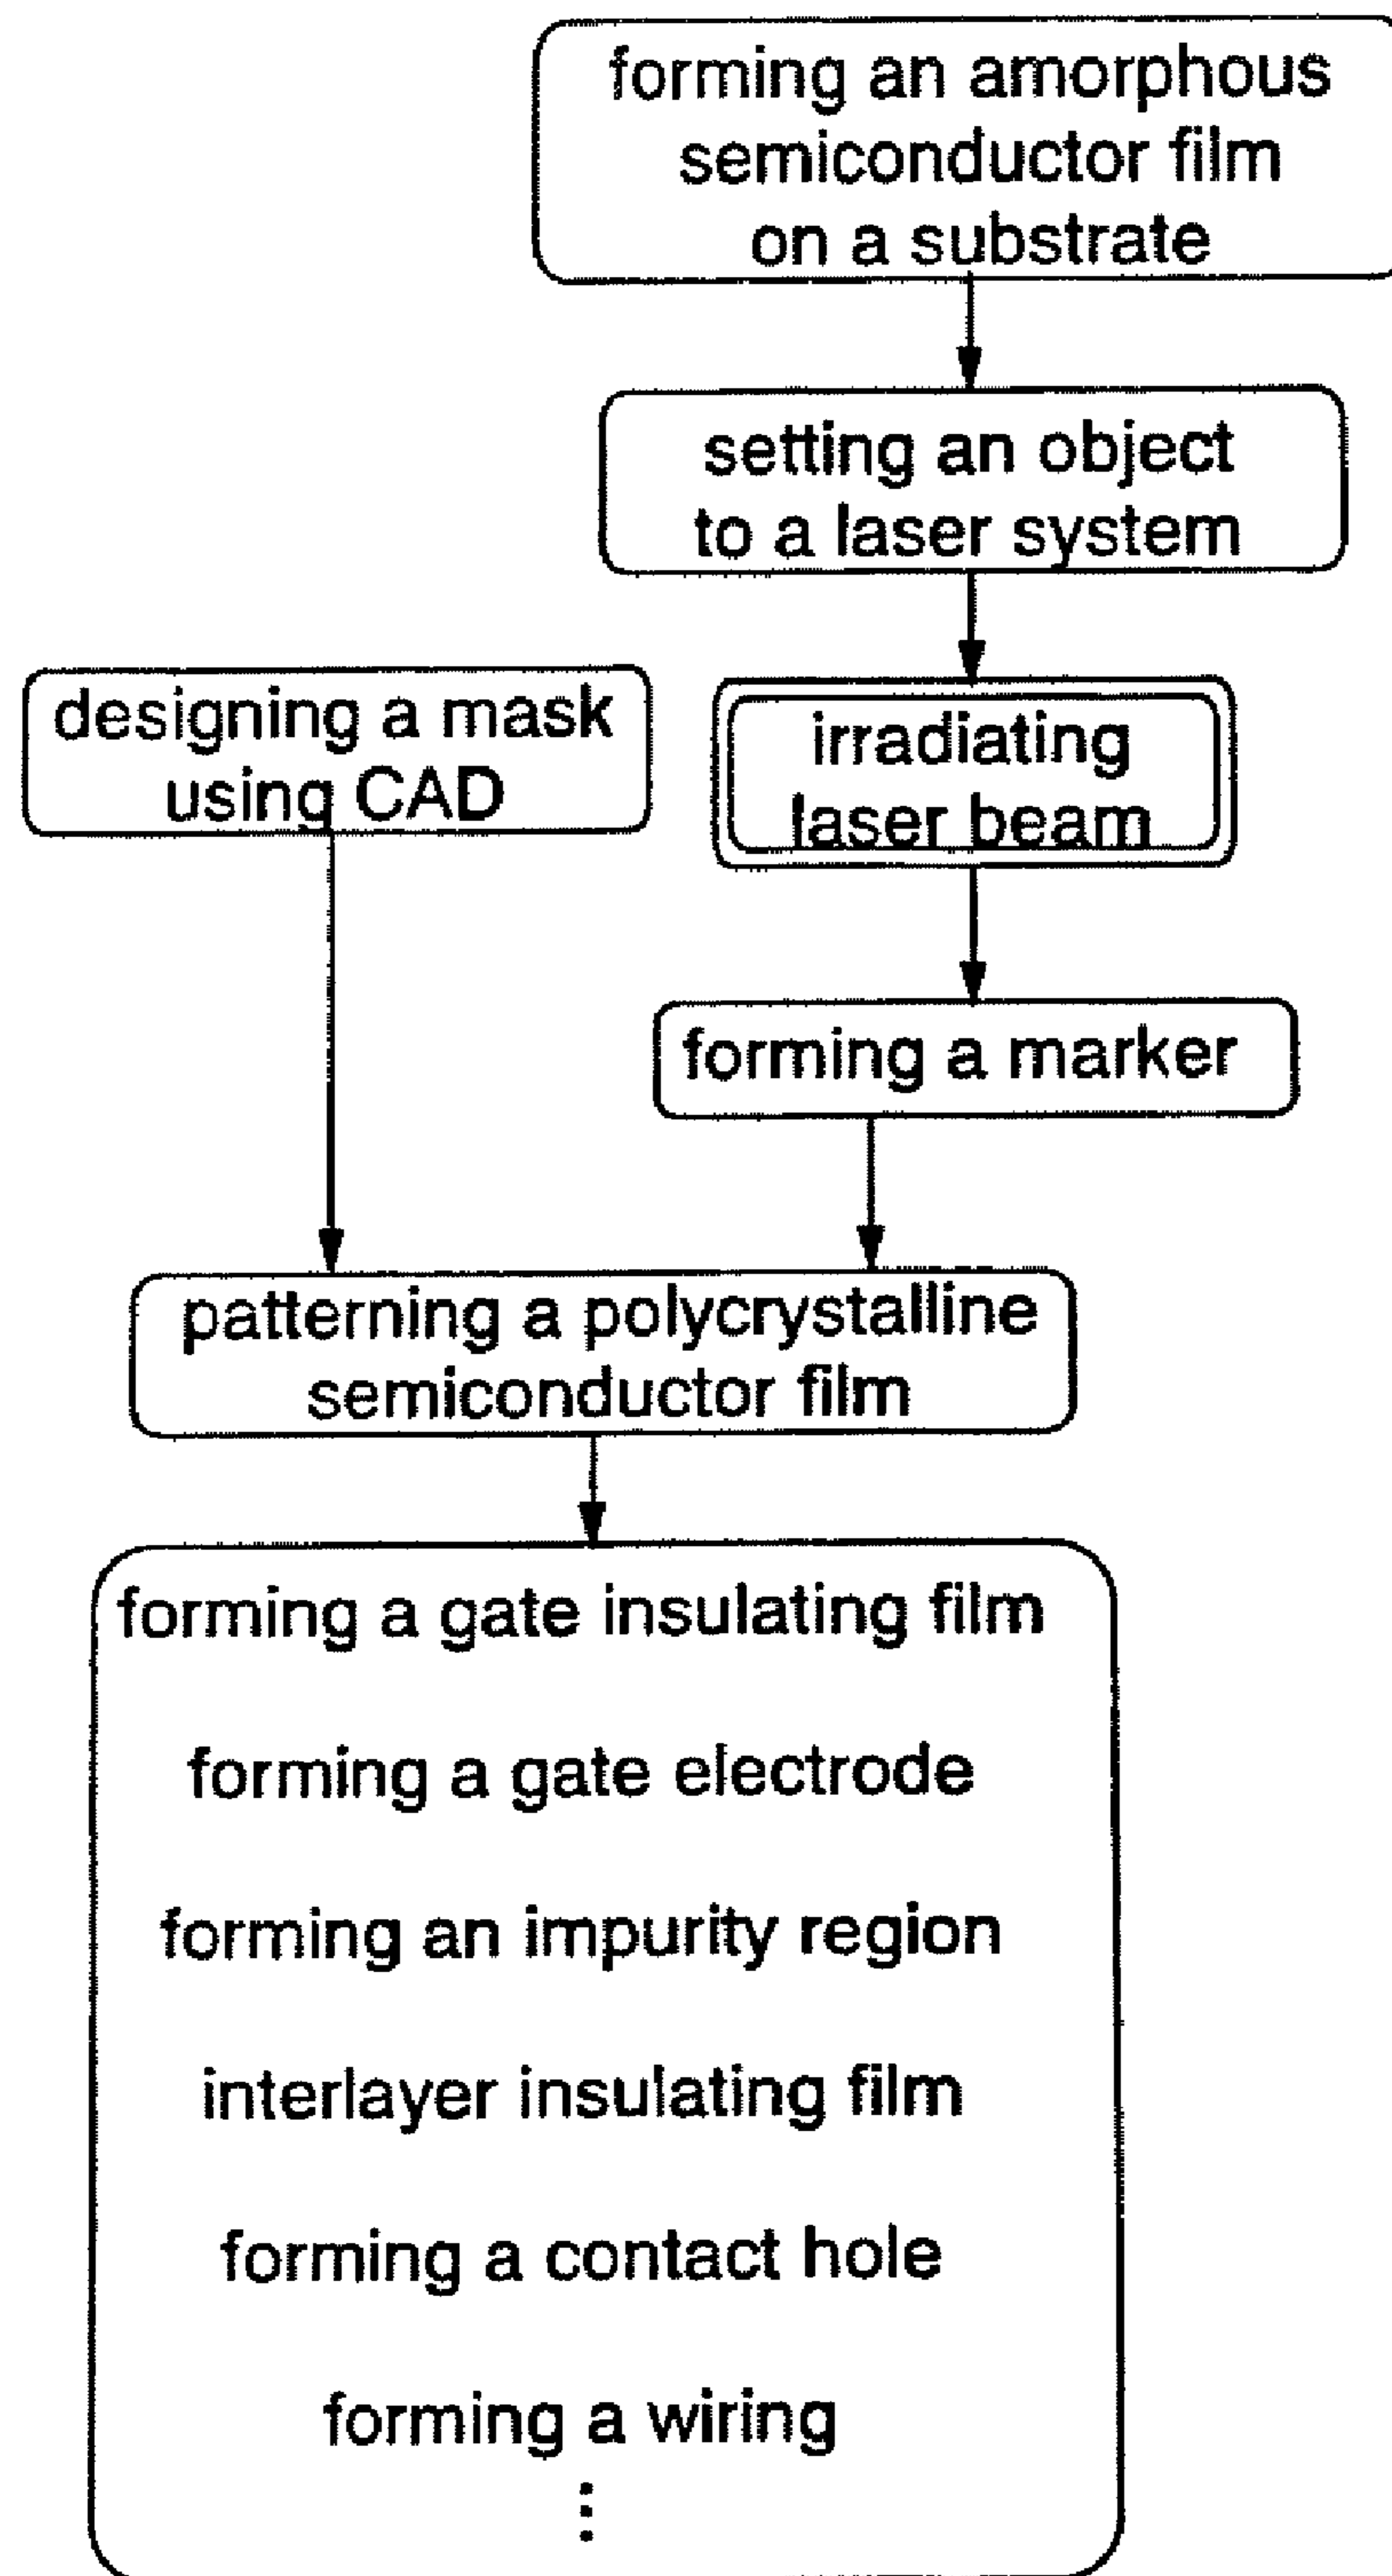 forming an amorphous
semiconductor film
on a substrate
setting an object
to a laser system
designing a mask
using CAD
irradiating
laser beam
forming a marker
patterning a polycrystalline
semiconductor film
forming a gate insulating film
forming a gate electrode
forming an impurity region
interlayer insulating film
forming a contact hole
forming a wiring
⋮